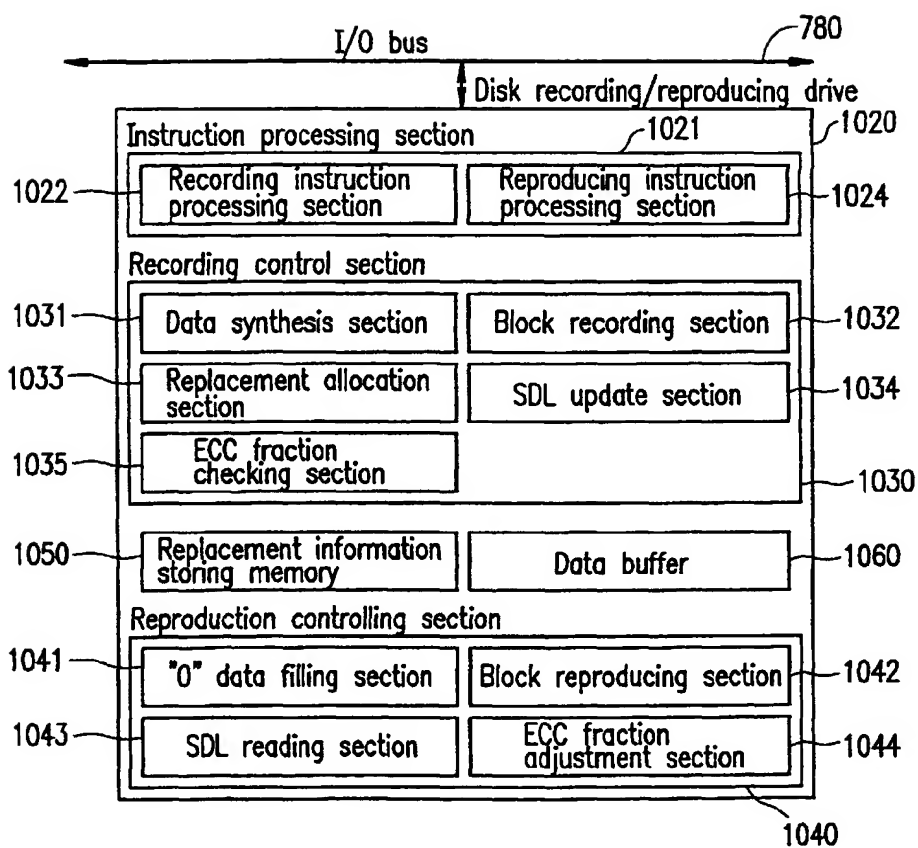 I/O bus
780
Disk recording/reproducing drive
1020
Instruction processing section
1021
1022
Recording instruction
processing section
Reproducing instruction
processing section
1024
Recording control section
1031
Data synthesis section
Block recording section
1032
1033
Replacement allocation
section
SDL update section
1034
1035
ECC fraction
checking section
1030
1050
Replacement information
storing memory
Data buffer
1060
Reproduction controlling section
1041
"0" data filling section
Block reproducing section
1042
1043
SDL reading section
ECC fraction
adjustment section
1044
1040